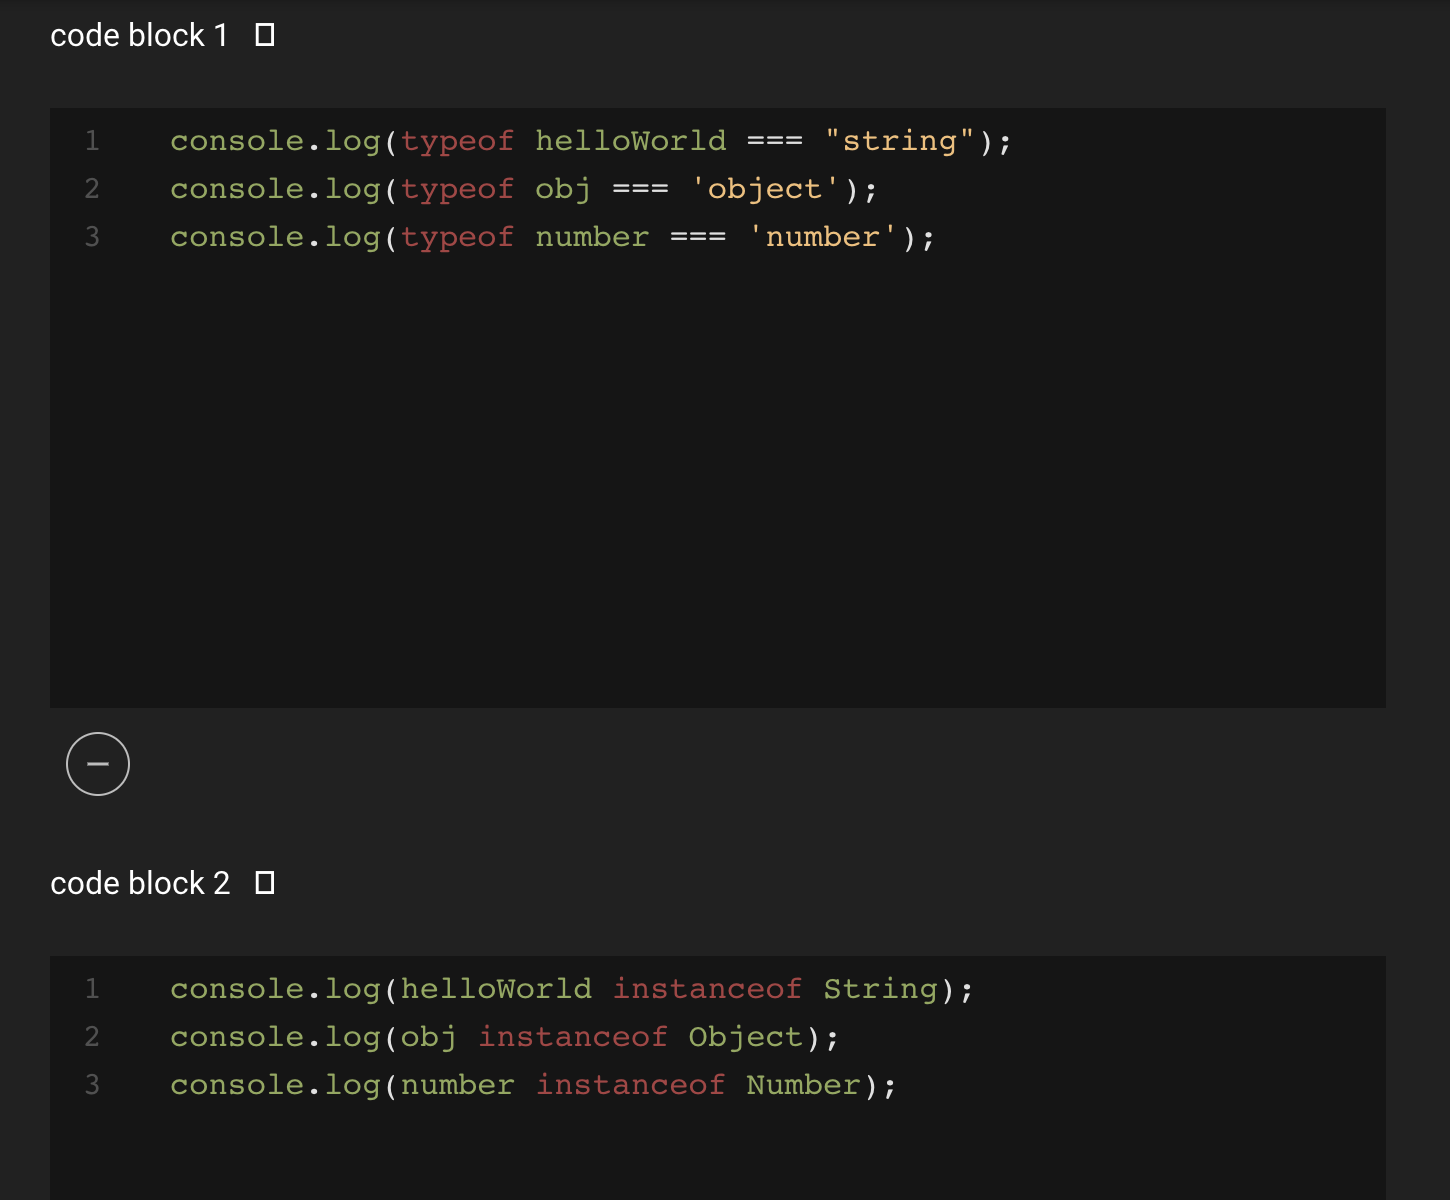 code block 1
1 console.log(typeof helloWorld === "string");
2 console.log(typeof obj === 'object');
3 console.log(typeof number === 'number');
code block 2
1 console.log(helloWorld instanceof String);
2 console.log(obj instanceof Object);
3 console.log(number instanceof Number);